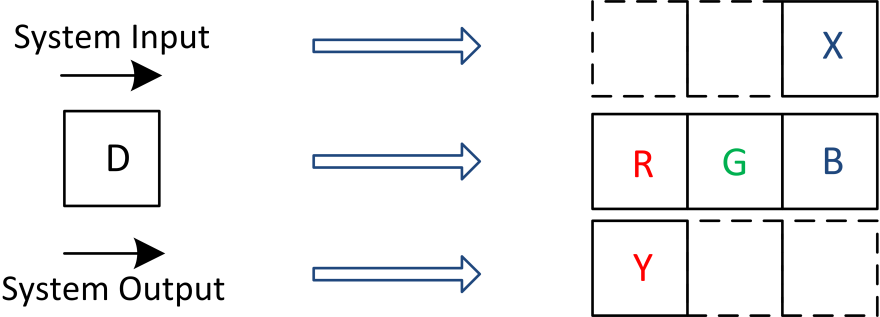 System Input
X
D
R G B
Y
System Output